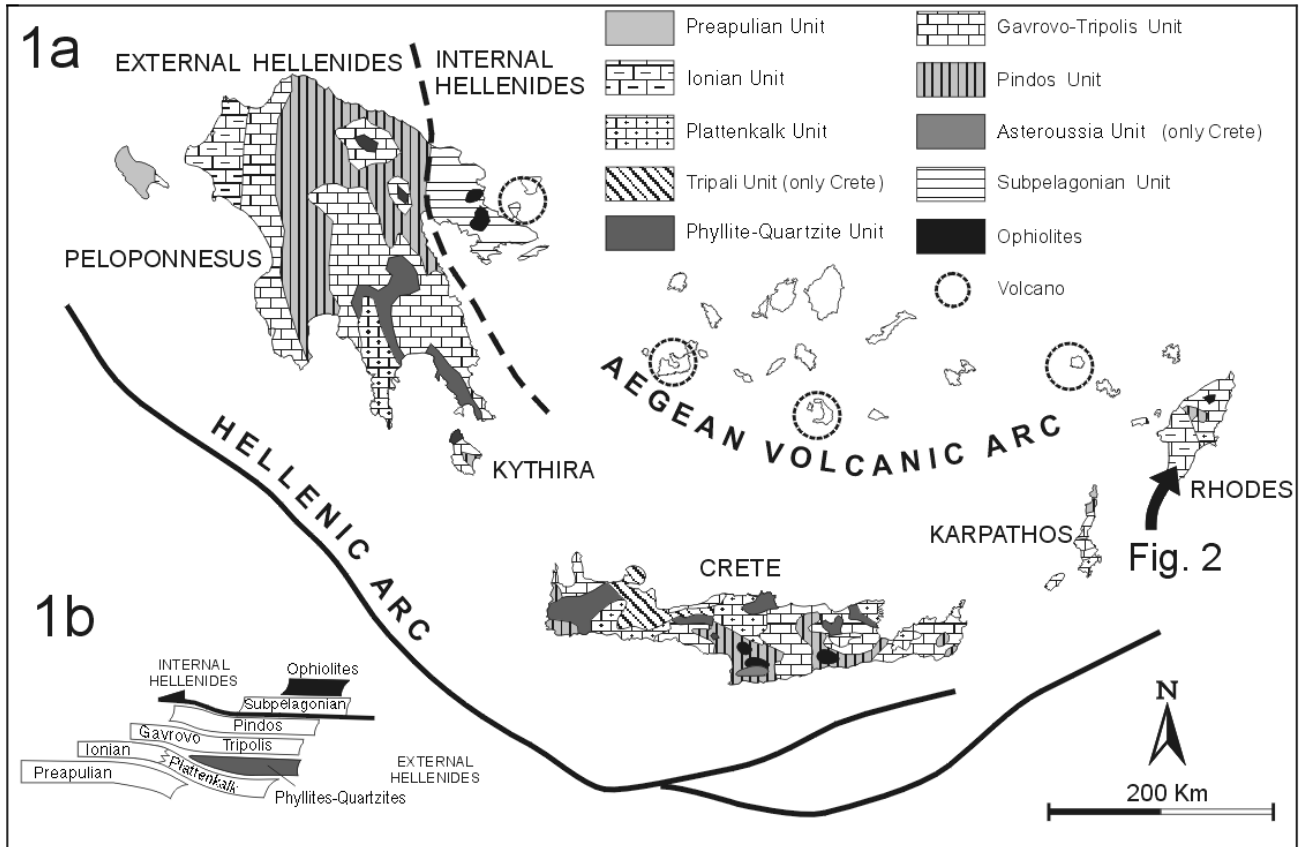 1a
EXTERNAL HELLENIDES
INTERNAL
HELLENIDES
PELOPONNESUS
KYTHIRA
HELLENIC ARC
AEGEAN VOLCANIC ARC
CRETE
KARPATHOS
RHODES
Fig. 2
Preapulian Unit
Ionian Unit
Plattenkalk Unit
Tripali Unit (only Crete)
Phyllite-Quartzite Unit
Gavrovo-Tripolis Unit
Pindos Unit
Asteroussia Unit (only Crete)
Subpelagonian Unit
Ophiolites
Volcano
1b
INTERNAL
HELLENIDES
Ophiolites
Subpelagonian
Pindos
Gavrovo Tripolis
Ionian
Plattenkalk
Preapulian
EXTERNAL
HELLENIDES
Phyllites-Quartzites
N
200 Km